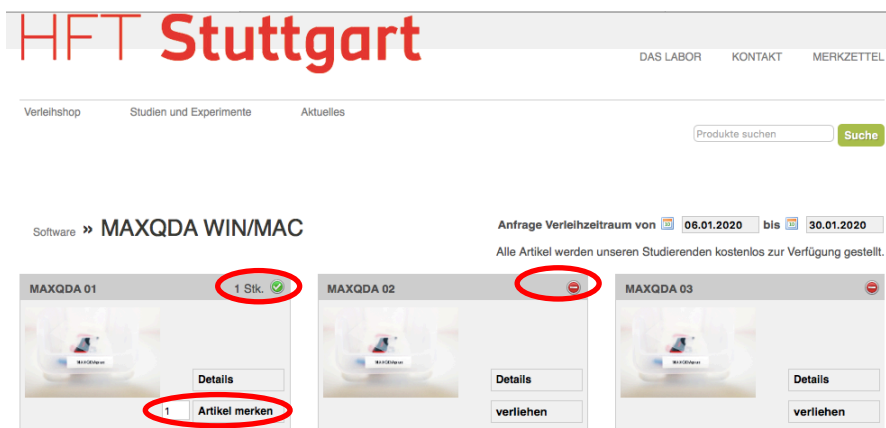 HFT Stuttgart
DAS LABOR KONTAKT MERKZETTEL
Verleihshop Studien und Experimente Aktuelles
Produkte suchen Suche
Software » MAXQDA WIN/MAC
Anfrage Verleihzeitraum von 06.01.2020 bis 30.01.2020
Alle Artikel werden unseren Studierenden kostenlos zur Verfügung gestellt.
MAXQDA 01 1 Stk.
MAXQDA 02
MAXQDA 03
Details
1 Artikel merken
Details
verliehen
Details
verliehen